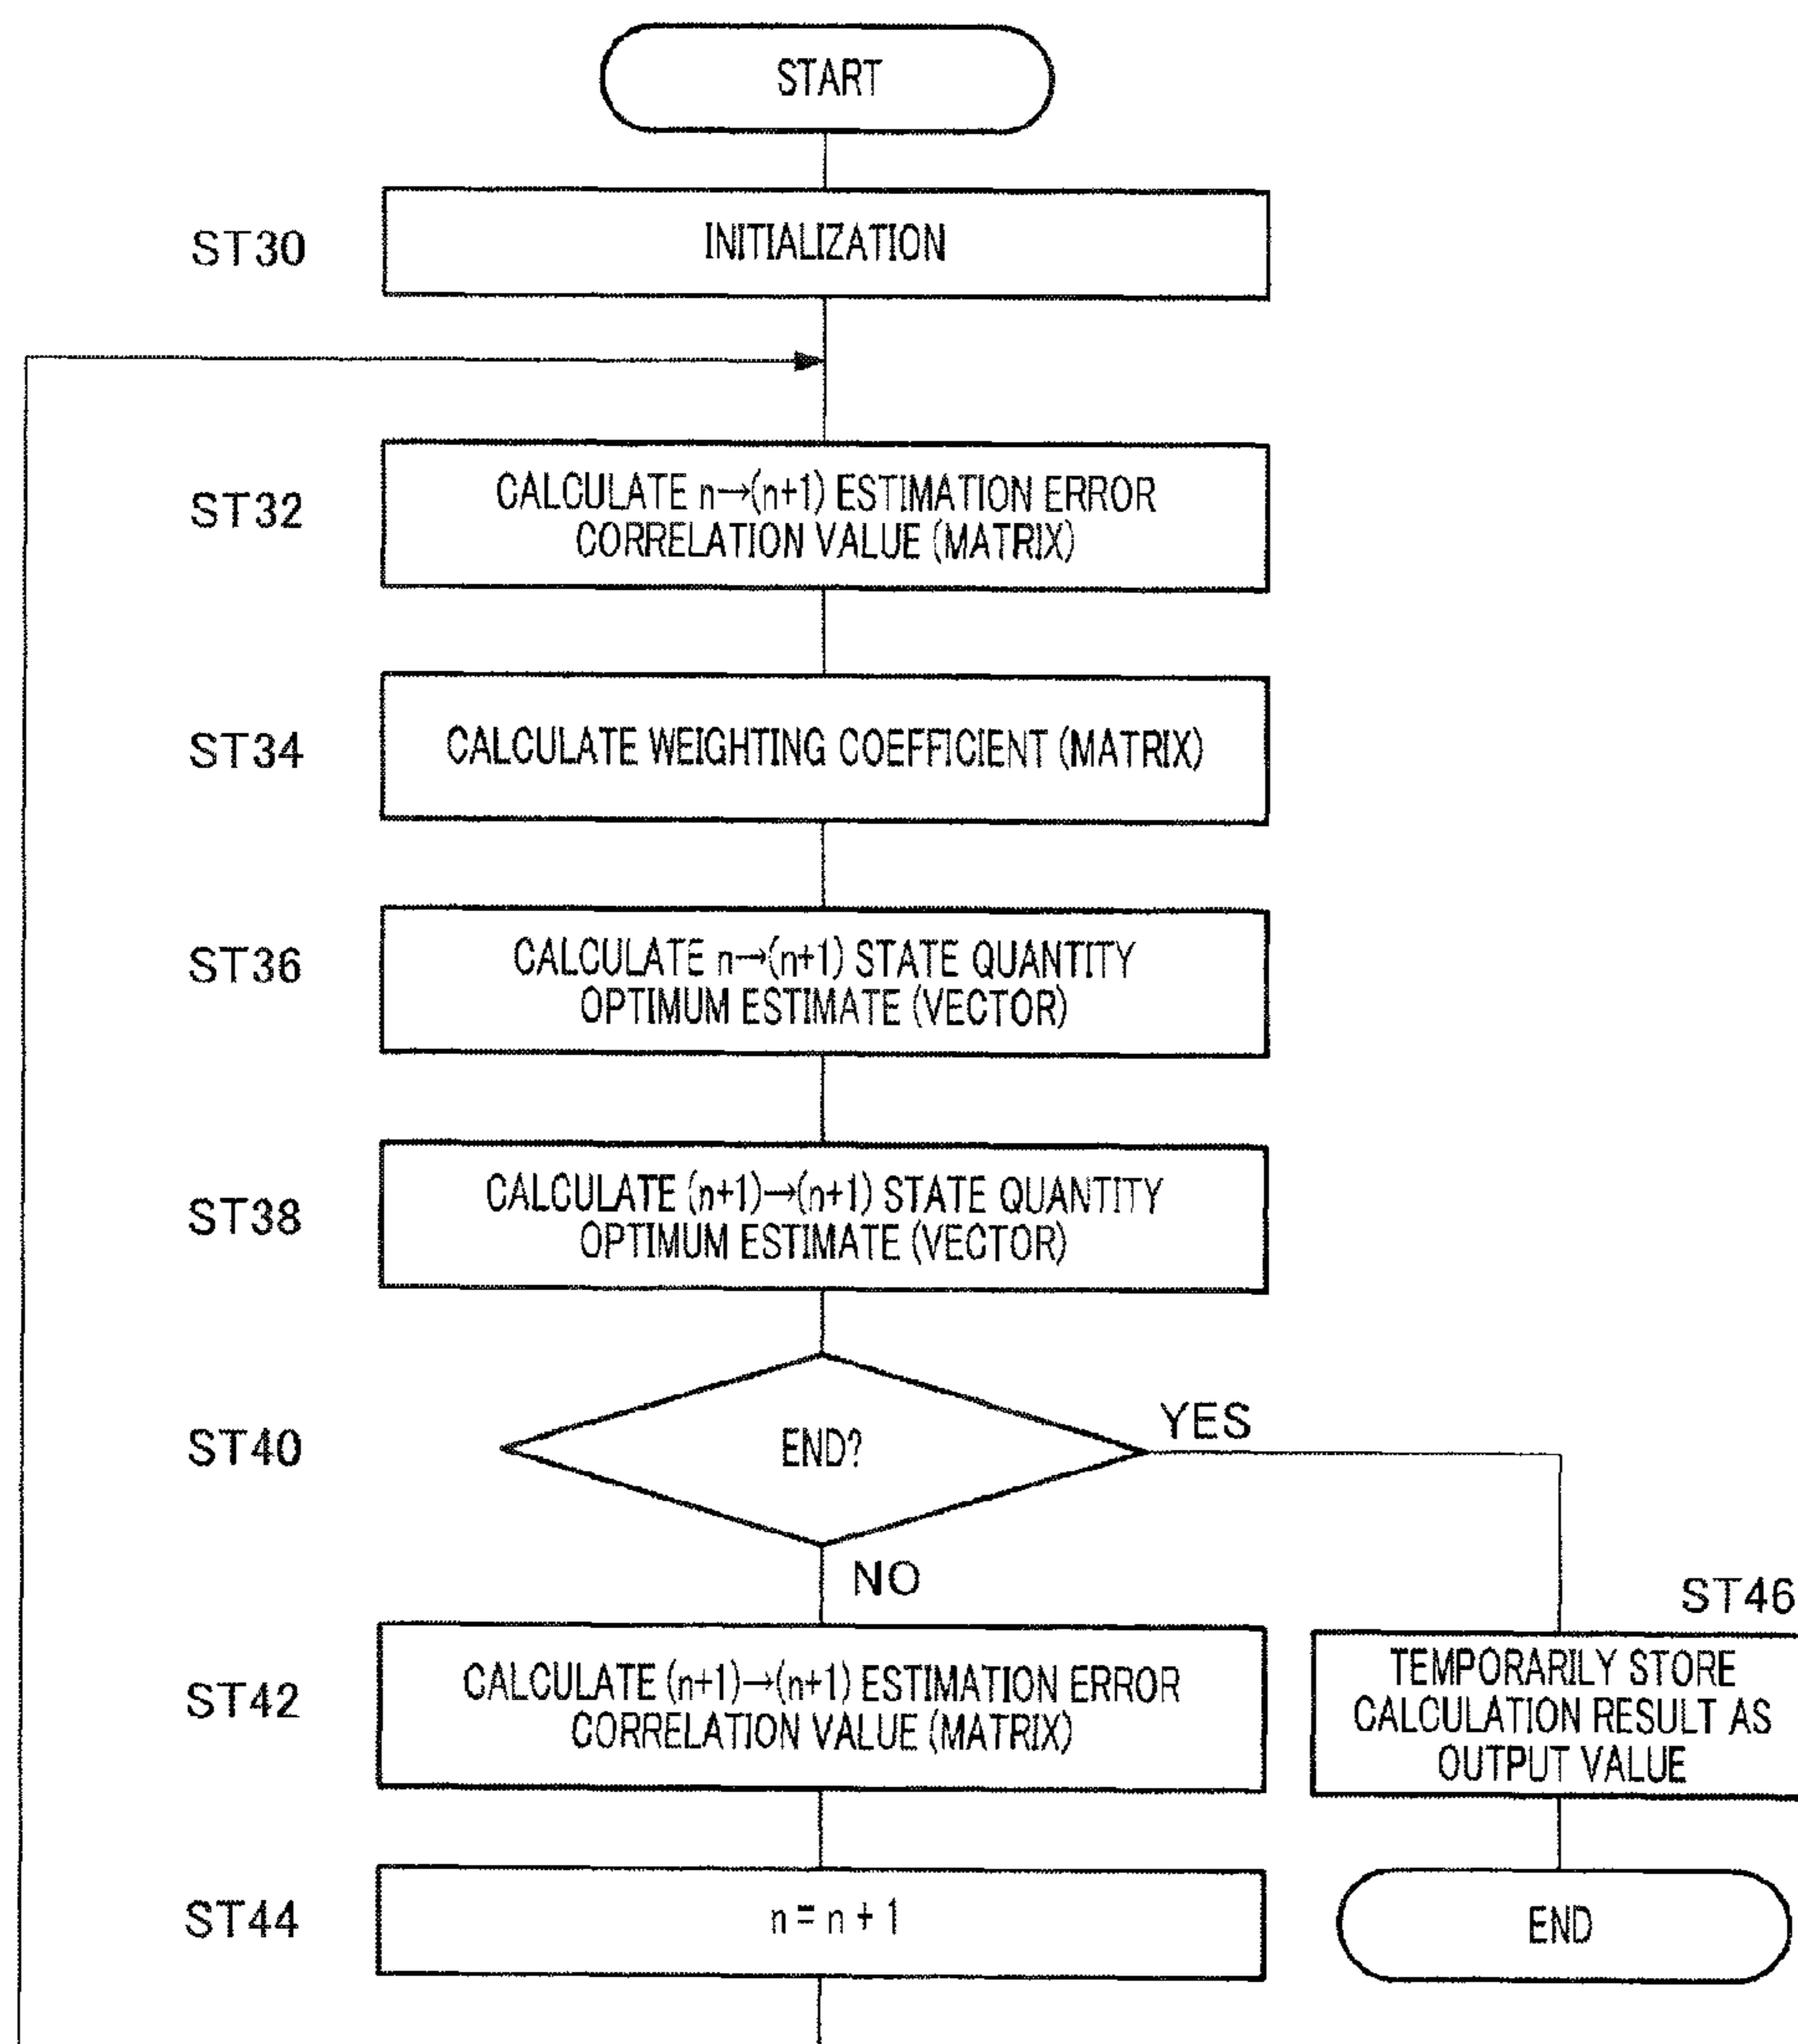 START
ST30
INITIALIZATION
ST32
CALCULATE n→(n+1) ESTIMATION ERROR
CORRELATION VALUE (MATRIX)
ST34
CALCULATE WEIGHTING COEFFICIENT (MATRIX)
ST36
CALCULATE n→(n+1) STATE QUANTITY
OPTIMUM ESTIMATE (VECTOR)
ST38
CALCULATE (n+1)→(n+1) STATE QUANTITY
OPTIMUM ESTIMATE (VECTOR)
ST40
END?
YES
NO
ST42
CALCULATE (n+1)→(n+1) ESTIMATION ERROR
CORRELATION VALUE (MATRIX)
ST46
TEMPORARILY STORE
CALCULATION RESULT AS
OUTPUT VALUE
ST44
n = n + 1
END